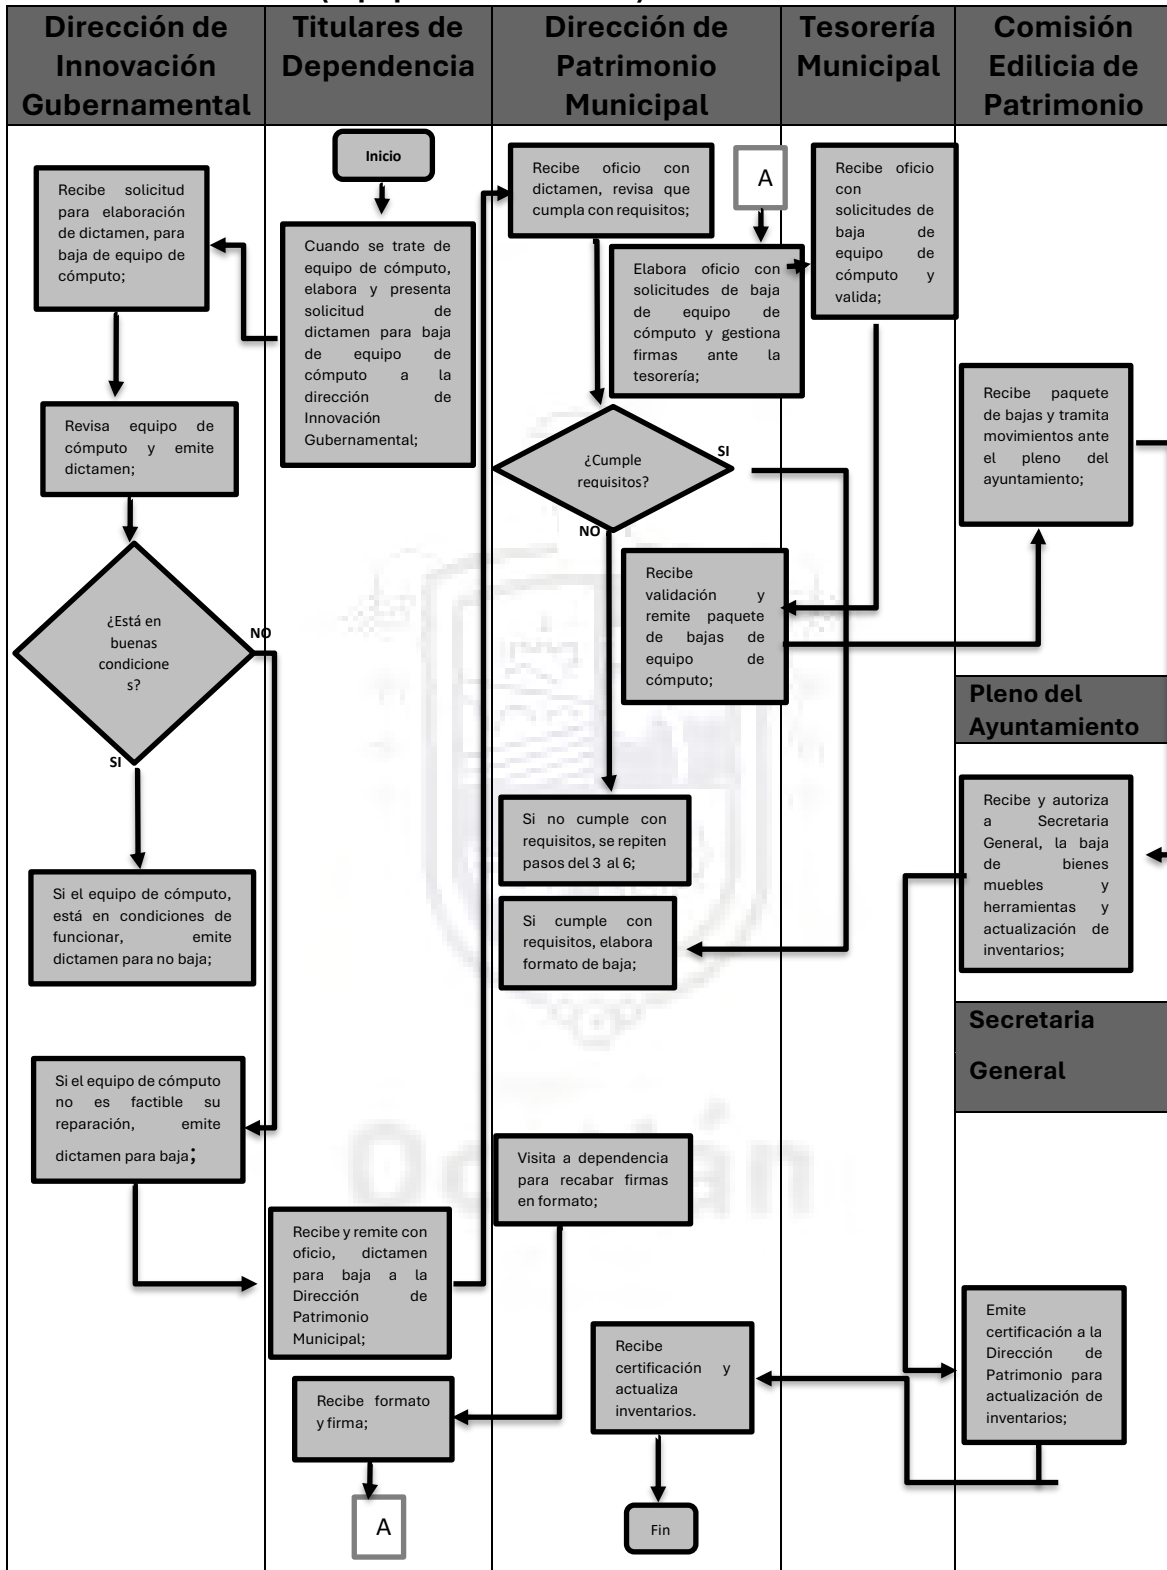 Dirección de
Innovación
Gubernamental
Titulares de
Dependencia
Dirección de
Patrimonio
Municipal
Tesorería
Municipal
Comisión
Edilicia de
Patrimonio
Inicio
Cuando se trate de
equipo de cómputo,
elabora y presenta
solicitud de
dictamen para baja
de equipo de
cómputo a la
dirección de
Innovación
Gubernamental;
Recibe solicitud
para elaboración
de dictamen, para
baja de equipo de
cómputo;
Revisa equipo de
cómputo y emite
dictamen;
¿Está en
buenas
condicione
s?
NO
SI
Si el equipo de cómputo,
está en condiciones de
funcionar, emite
dictamen para no baja;
Si el equipo de cómputo
no es factible su
reparación, emite
dictamen para baja;
Recibe y remite con
oficio, dictamen
para baja a la
Dirección de
Patrimonio
Municipal;
Recibe oficio con
dictamen, revisa que
cumpla con requisitos;
¿Cumple
requisitos?
SI
NO
Si no cumple con
requisitos, se repiten
pasos del 3 al 6;
Si cumple con
requisitos, elabora
formato de baja;
Visita a dependencia
para recabar firmas
en formato;
Recibe formato
y firma;
A
A
Elabora oficio con
solicitudes de baja
de equipo de
cómputo y gestiona
firmas ante la
tesorería;
Recibe oficio
con
solicitudes de
baja de
equipo de
cómputo y
valida;
Recibe
validación y
remite paquete
de bajas de
equipo de
cómputo;
Recibe paquete
de bajas y tramita
movimientos ante
el pleno del
ayuntamiento;
Pleno del
Ayuntamiento
Recibe y autoriza
a Secretaria
General, la baja
de bienes
muebles y
herramientas y
actualización de
inventarios;
Secretaria
General
Emite
certificación a la
Dirección de
Patrimonio para
actualización de
inventarios;
Recibe
certificación y
actualiza
inventarios.
Fin